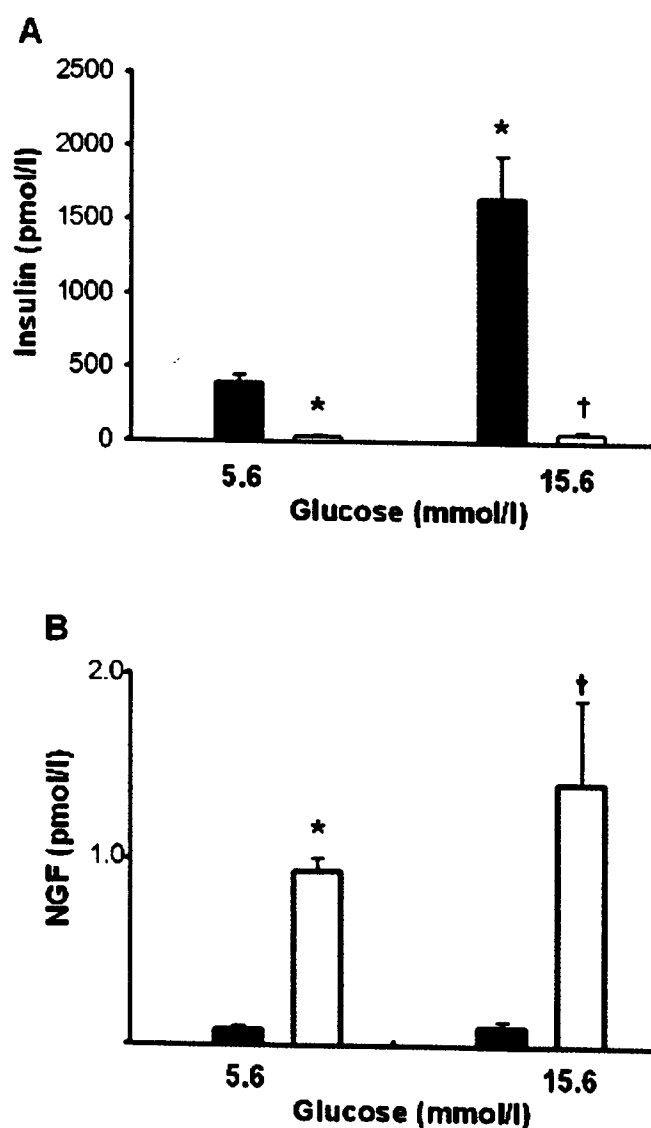 A
2500
2000
1500
1000
500
0
Insulin (pmol/l)
*
*
†
5.6
15.6
Glucose (mmol/l)
B
2.0
1.0
NGF (pmol/l)
*
†
5.6
15.6
Glucose (mmol/l)